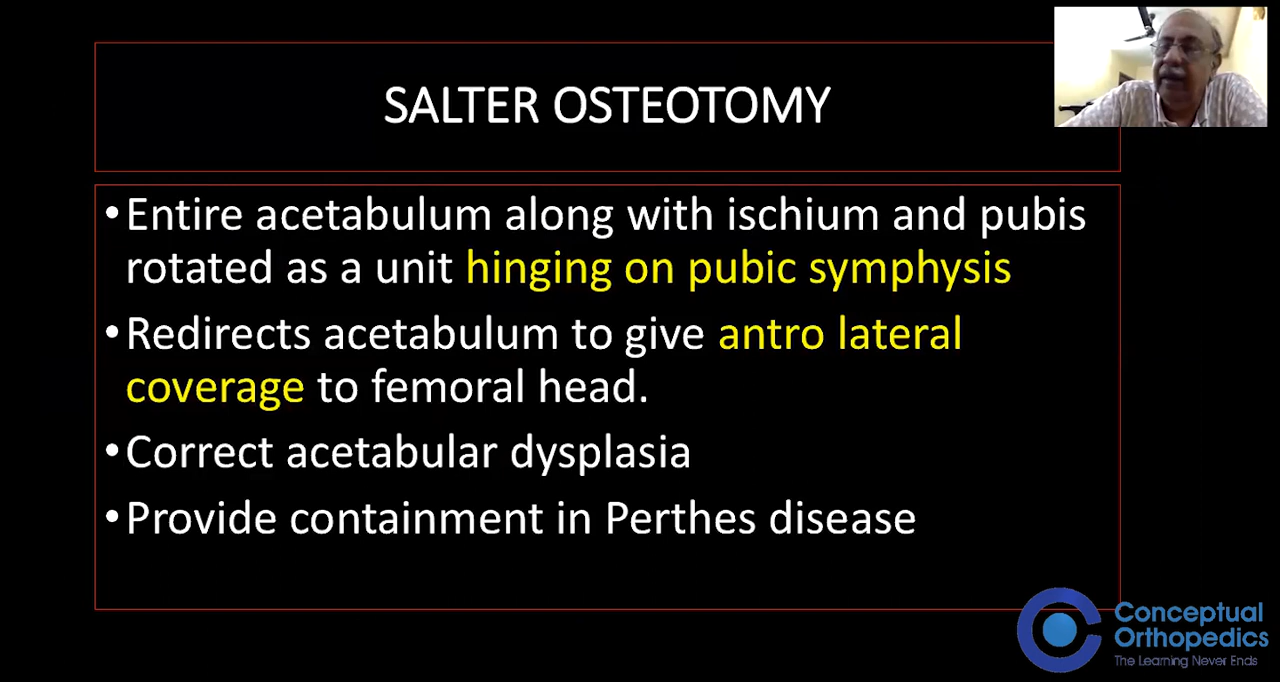 SALTER OSTEOTOMY
•Entire acetabulum along with ischium and pubis
rotated as a unit hinging on pubic symphysis
•Redirects acetabulum to give antro lateral
coverage to femoral head.
•Correct acetabular dysplasia
•Provide containment in Perthes disease
Conceptual
Orthopedics
The Learning Never Ends